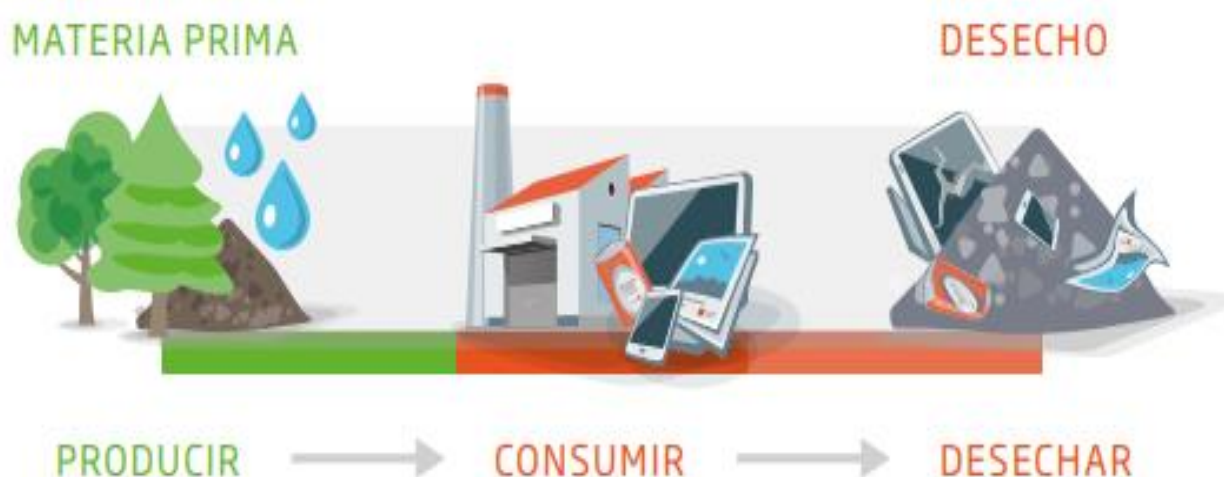 MATERIA PRIMA
DESECHO
PRODUCIR
CONSUMIR
DESECHAR